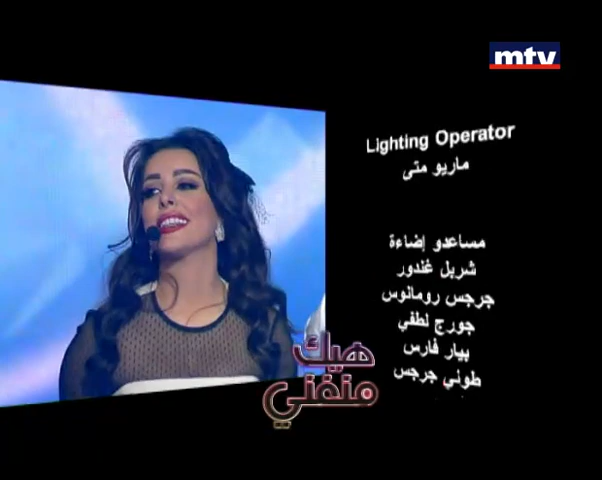 mtv
Lighting Operator
ماريو متى
مساعدو إضاءة
شربل غندور
جرجس رومانوس
جورج لطفي
بيار فارس
طوني جرجس
هيك
منغني